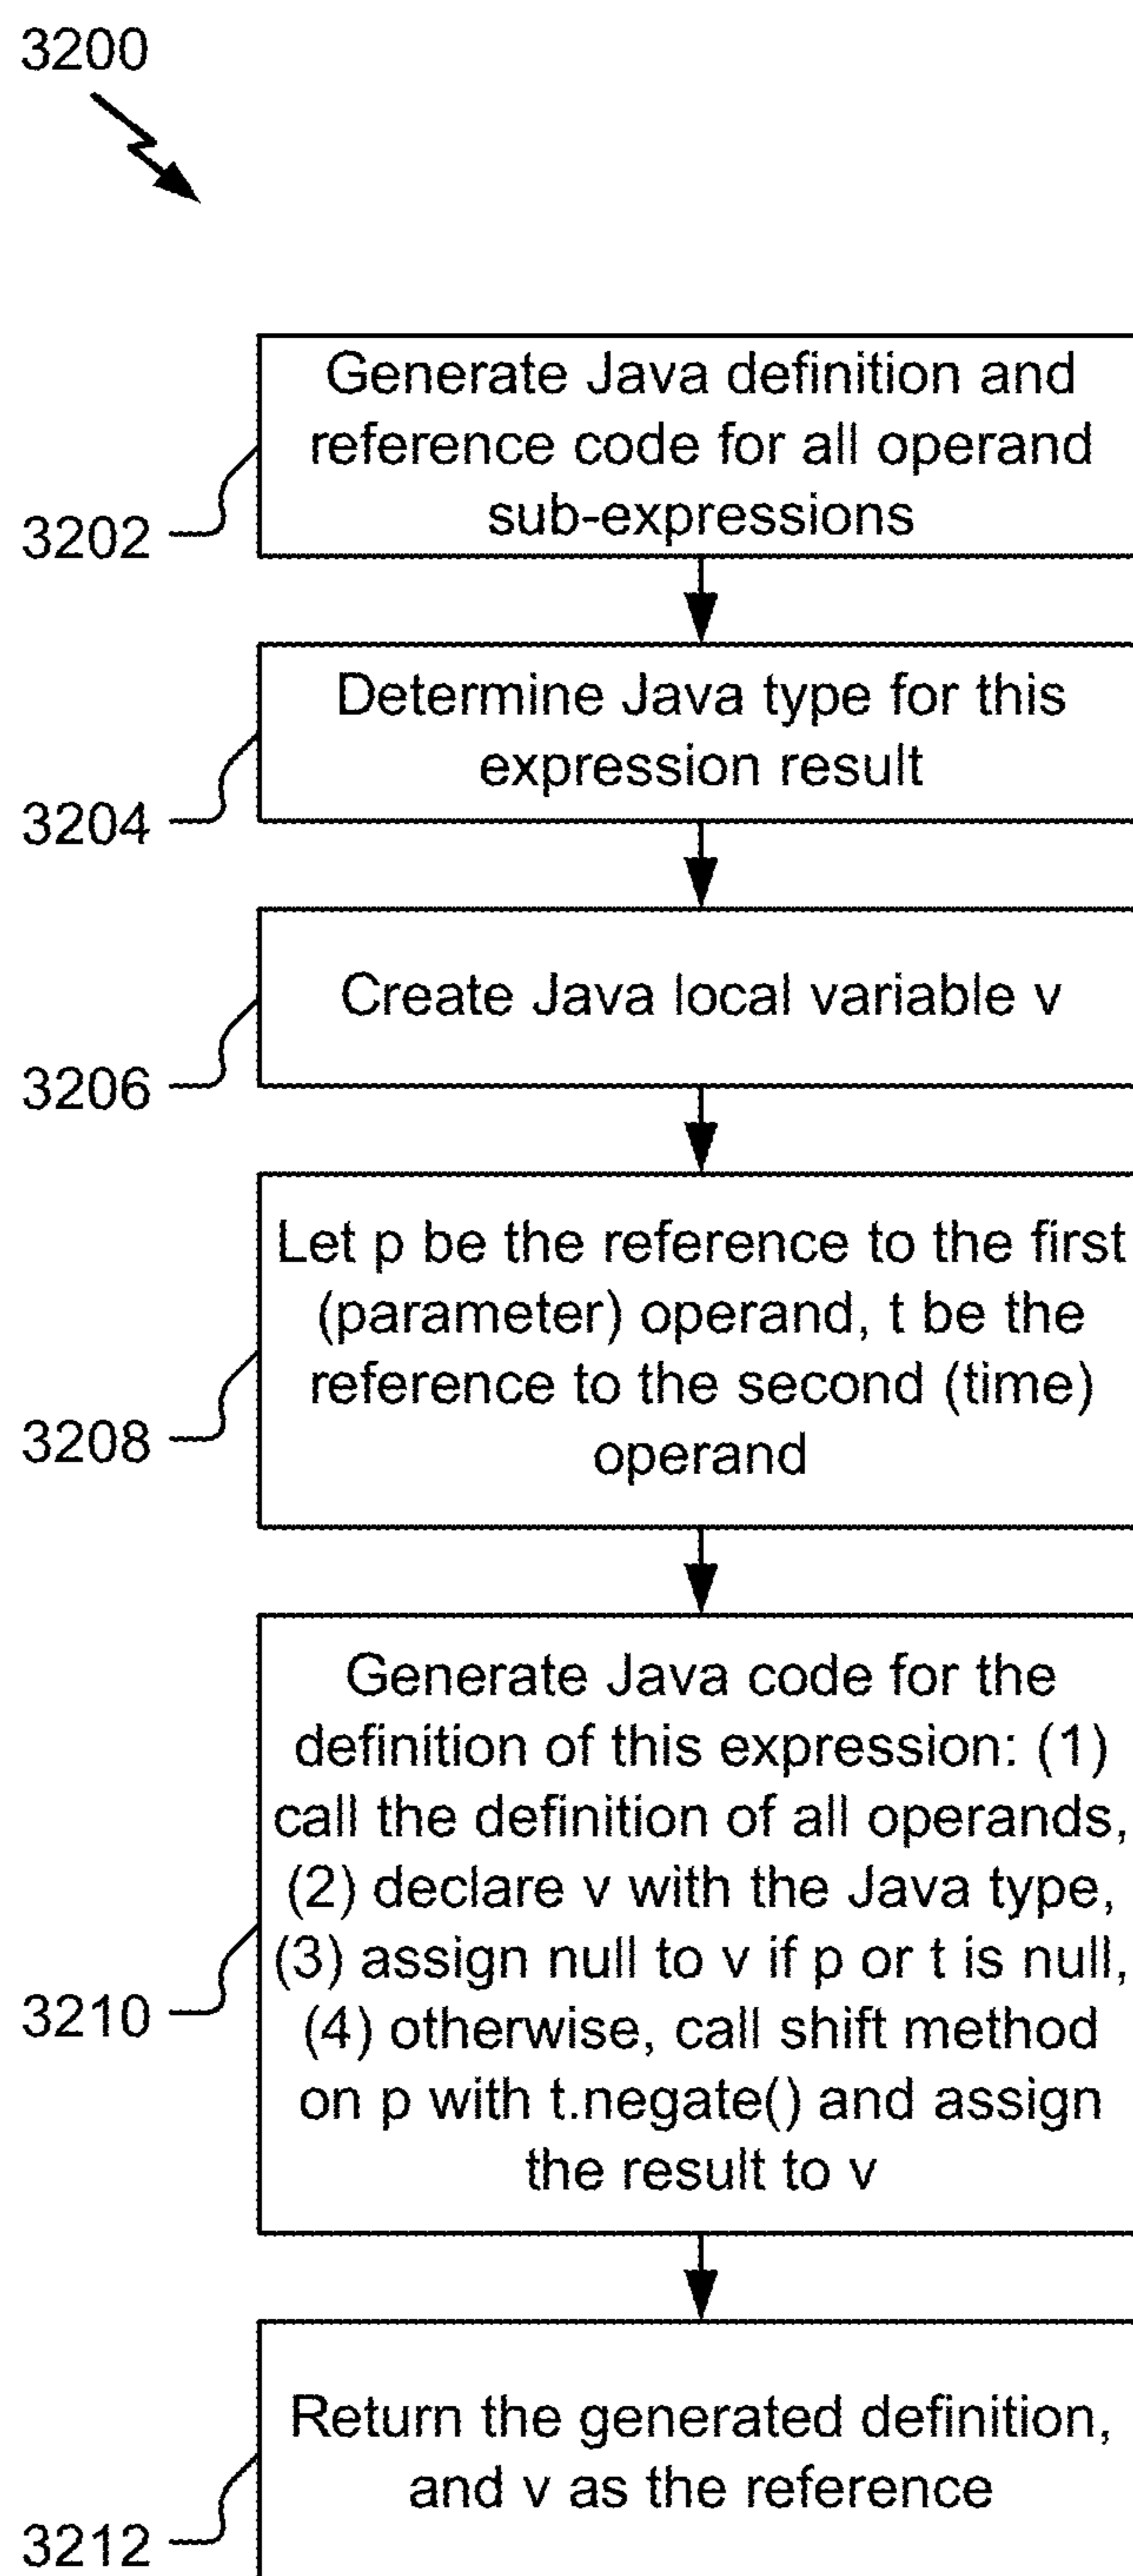 3200
Generate Java definition and
reference code for all operand
sub-expressions
3202
Determine Java type for this
expression result
3204
Create Java local variable v
3206
Let p be the reference to the first
(parameter) operand, t be the
reference to the second (time)
operand
3208
Generate Java code for the
definition of this expression: (1)
call the definition of all operands,
(2) declare v with the Java type,
(3) assign null to v if p or t is null,
(4) otherwise, call shift method
on p with t.negate() and assign
the result to v
3210
Return the generated definition,
and v as the reference
3212